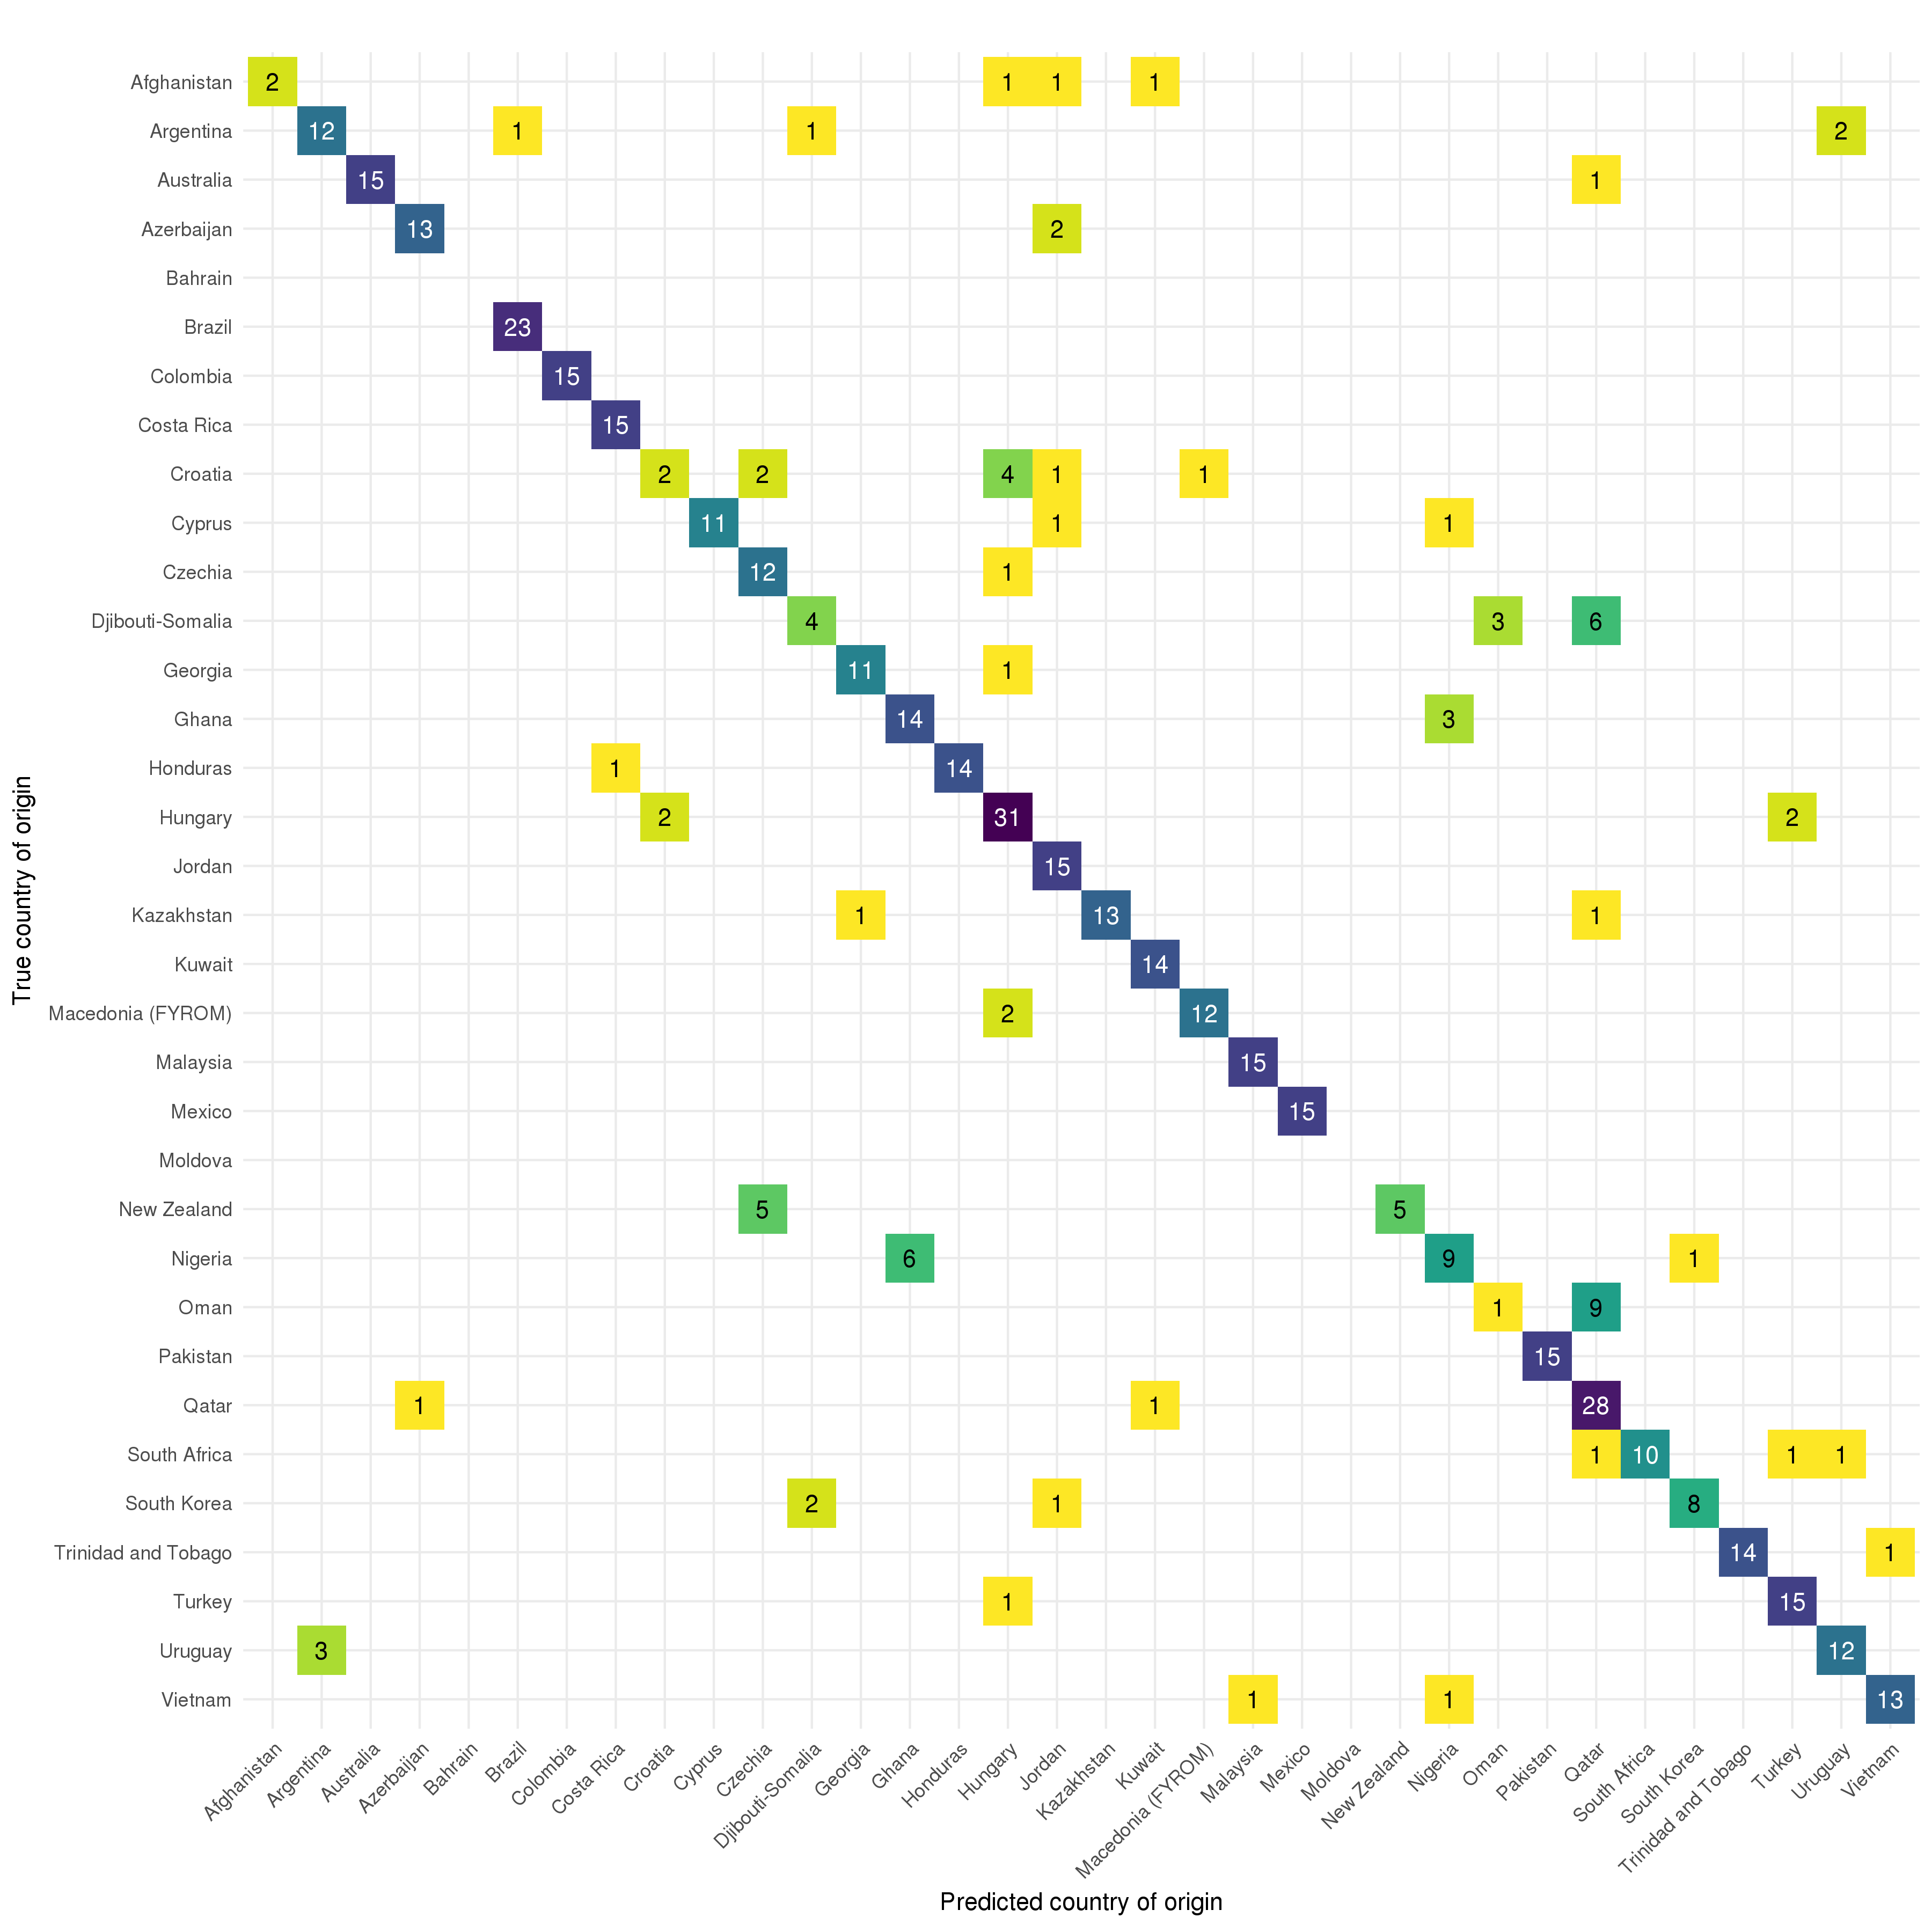 Afghanistan 2 1 1 1
Argentina 12 1 1 2
Australia 15 1
Azerbaijan 13 2
Bahrain
Brazil 23
Colombia 15
Costa Rica 15
Croatia 2 2 4 1 1
Cyprus 11 1 1
Czechia 12 1
Djibouti-Somalia 4 3 6
Georgia 11 1
Ghana 14 3
Honduras 1 14
Hungary 2 31 2
Jordan 15
Kazakhstan 1 13 1
Kuwait 14
Macedonia (FYROM) 2 12
Malaysia 15
Mexico 15
Moldova
New Zealand 5 5
Nigeria 6 9 1
Oman 1 9
Pakistan 15
Qatar 1 1 28
South Africa 1 10 1 1
South Korea 2 1 8
Trinidad and Tobago 14 1
Turkey 1 15
Uruguay 3 12
Vietnam 1 1 13
True country of origin
Afghanistan
Argentina
Australia
Azerbaijan
Bahrain
Brazil
Colombia
Costa Rica
Croatia
Cyprus
Czechia
Djibouti-Somalia
Georgia
Ghana
Honduras
Hungary
Jordan
Kazakhstan
Kuwait
Macedonia (FYROM)
Malaysia
Mexico
Moldova
New Zealand
Nigeria
Oman
Pakistan
Qatar
South Africa
South Korea
Trinidad and Tobago
Turkey
Uruguay
Vietnam
Predicted country of origin